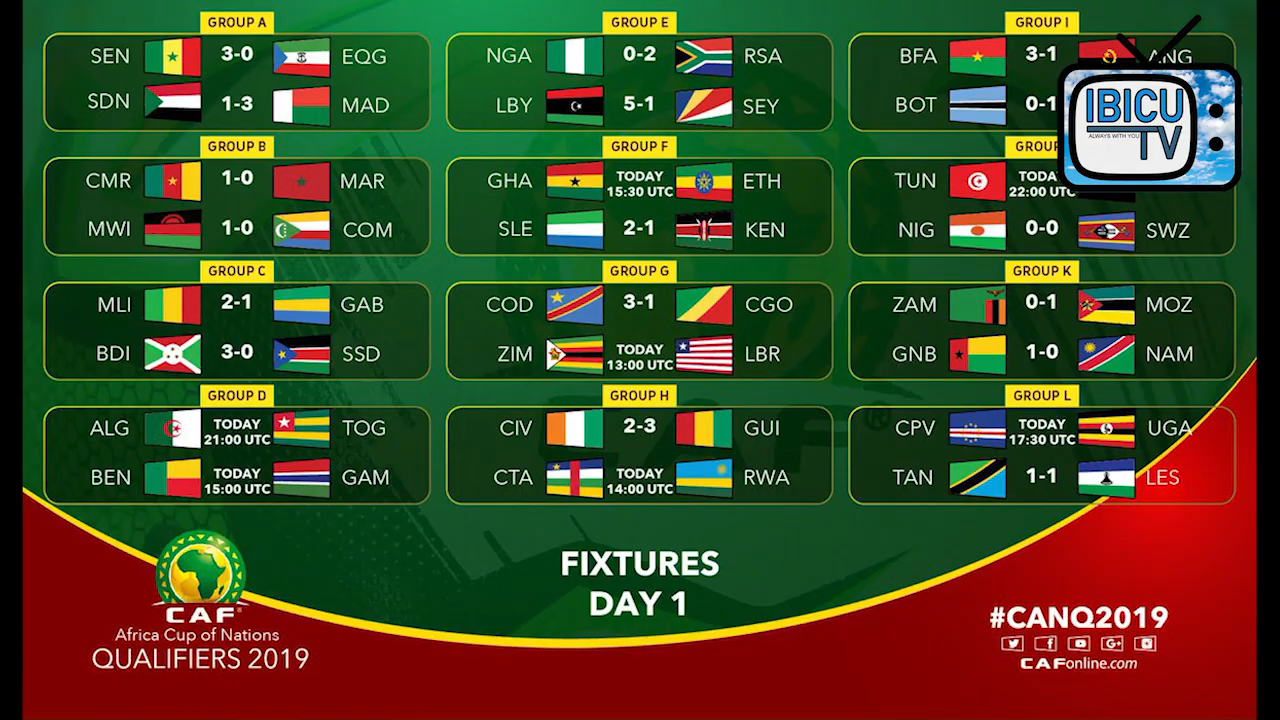 GROUP A
SEN 3-0 EQG
SDN 1-3 MAD
GROUP B
CMR 1-0 MAR
MWI 1-0 COM
GROUP C
MLI 2-1 GAB
BDI 3-0 SSD
GROUP D
ALG TODAY 21:00 UTC TOG
BEN TODAY 15:00 UTC GAM
GROUP E
NGA 0-2 RSA
LBY 5-1 SEY
GROUP F
GHA TODAY 15:30 UTC ETH
SLE 2-1 KEN
GROUP G
COD 3-1 CGO
ZIM TODAY 13:00 UTC LBR
GROUP H
CIV 2-3 GUI
CTA TODAY 14:00 UTC RWA
GROUP I
BFA 3-1 ANG
BOT 0-1
GROUP
TUN TODAY 22:00 UTC
NIG 0-0 SWZ
GROUP K
ZAM 0-1 MOZ
GNB 1-0 NAM
GROUP L
CPV TODAY 17:30 UTC UGA
TAN 1-1 LES
IBICU
ALWAYS WITH YOU
TV
FIXTURES
DAY 1
CAF
Africa Cup of Nations
QUALIFIERS 2019
#CANQ2019
CAFonline.com